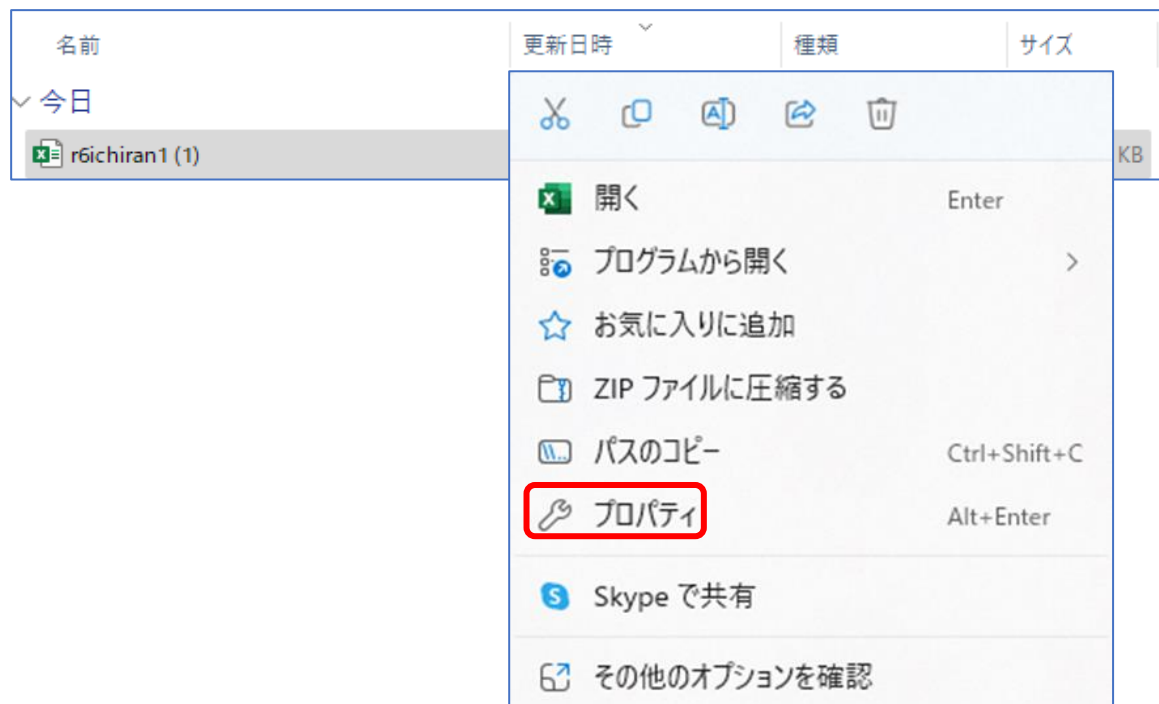 名前 更新日時 種類 サイズ
今日
r6ichiran1 (1) KB
開く Enter
プログラムから開く
お気に入りに追加
ZIP ファイルに圧縮する
パスのコピー Ctrl+Shift+C
プロパティ Alt+Enter
Skype で共有
その他のオプションを確認